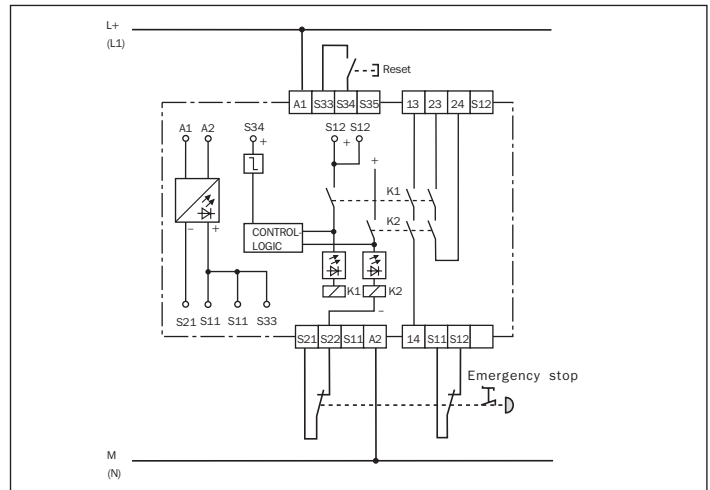 L+
(L1)
Reset
A1 S33 S34 S35 13 23 24 S12
A1 A2 S34 S12 S12
+ + +
K1
K2
CONTROL-
LOGIC
- +
K1 K2
-
S21 S11 S11 S33
S21 S22 S11 A2 14 S11 S12
Emergency stop
M
(N)